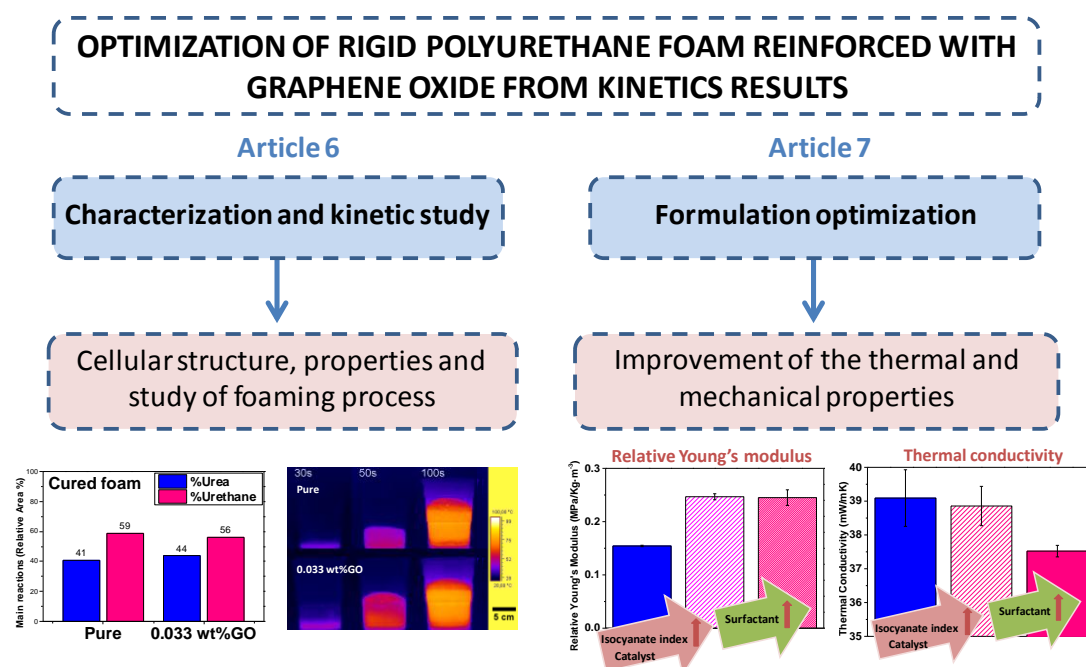 OPTIMIZATION OF RIGID POLYURETHANE FOAM REINFORCED WITH
GRAPHENE OXIDE FROM KINETICS RESULTS
Article 6
Characterization and kinetic study
Cellular structure, properties and
study of foaming process
Article 7
Formulation optimization
Improvement of the thermal and
mechanical properties
Main reactions (Relative Area %)
100
80
60
40
20
0
Cured foam
%Urea
%Urethane
41
59
44
56
Pure
0.033 wt%GO
30s
50s
100s
Pure
0.033 wt%GO
5 cm
Relative Young's modulus
Relative Young's Modulus (MPa/Kg·m⁻³)
0.3
0.2
0.1
0.0
Isocyanate index
Catalyst
Surfactant
Thermal conductivity
Thermal Conductivity (mW/mK)
40
39
38
37
36
35
Isocyanate index
Catalyst
Surfactant